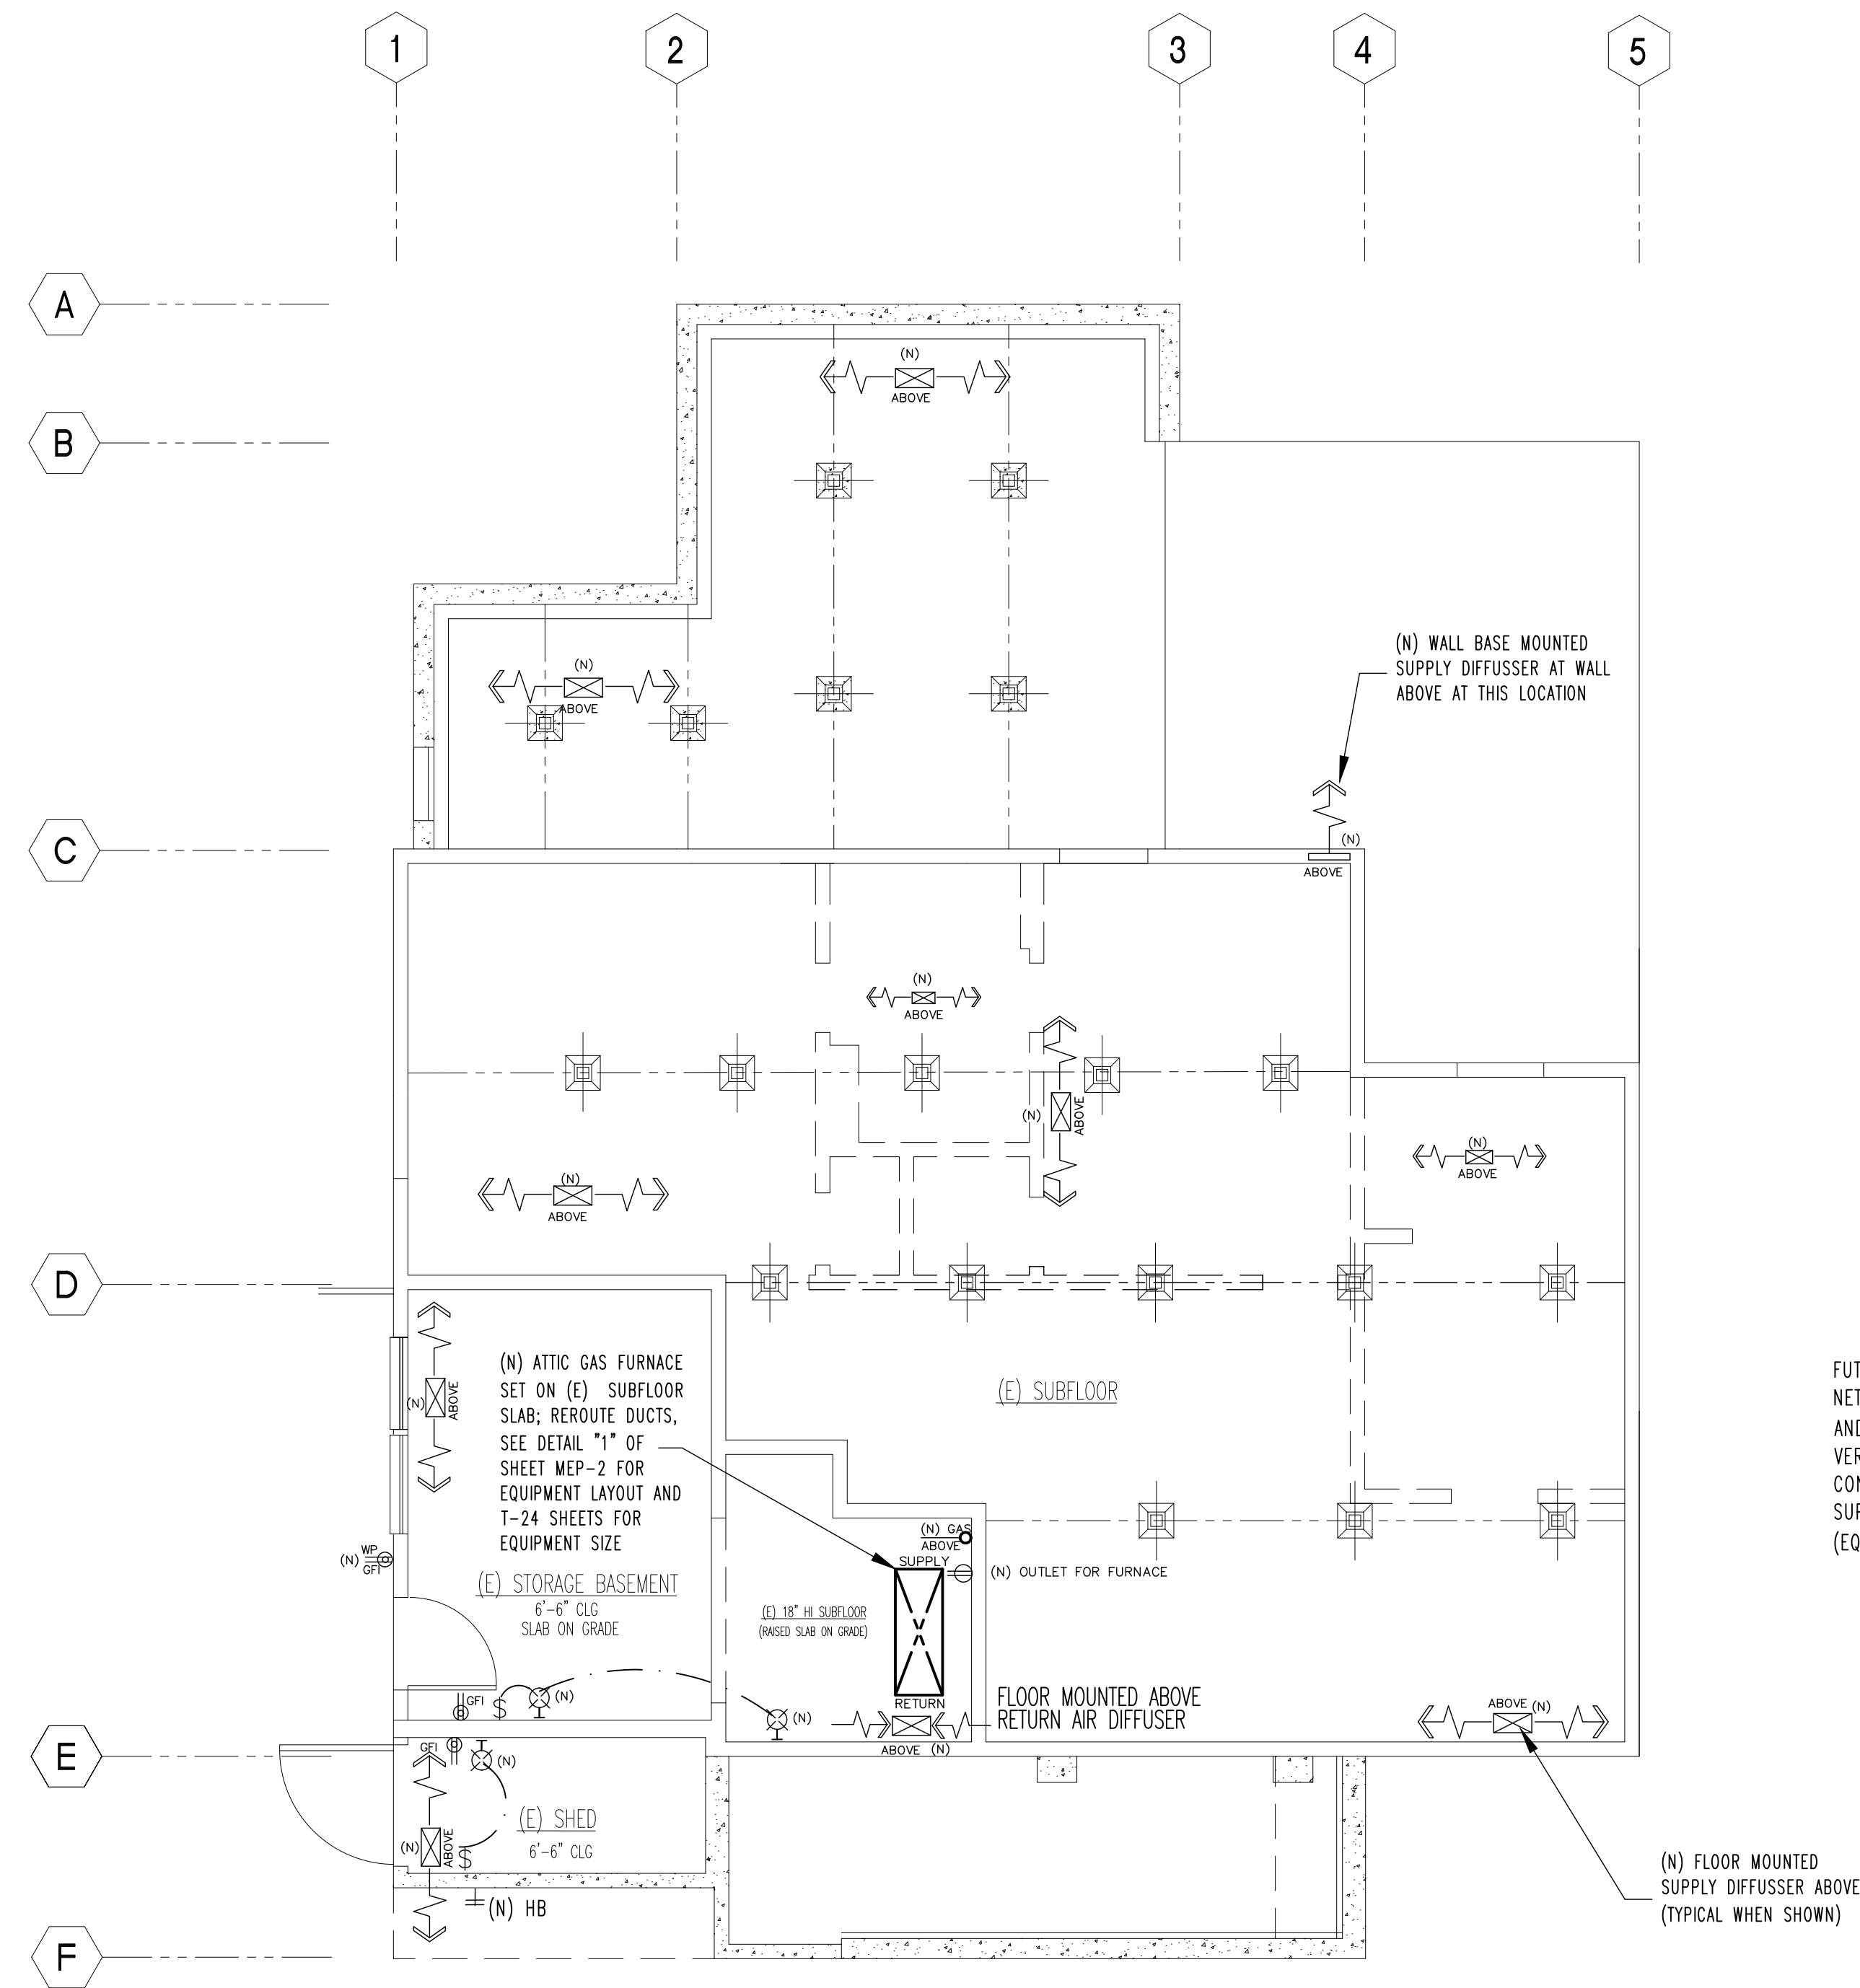 1
2
3
4
5
A
B
C
D
E
F
(N)
ABOVE
(N)
ABOVE
(N) WALL BASE MOUNTED
SUPPLY DIFFUSSER AT WALL
ABOVE AT THIS LOCATION
(N)
ABOVE
(N)
ABOVE
(N)
ABOVE
(N)
ABOVE
(N)
ABOVE
(N)
ABOVE
(N) ATTIC GAS FURNACE
SET ON (E) SUBFLOOR
SLAB; REROUTE DUCTS,
SEE DETAIL "1" OF
SHEET MEP-2 FOR
EQUIPMENT LAYOUT AND
T-24 SHEETS FOR
EQUIPMENT SIZE
(E) SUBFLOOR
(N) GAS
ABOVE
SUPPLY
(N) OUTLET FOR FURNACE
(N) WP
GFI
(E) STORAGE BASEMENT
6'-6" CLG
SLAB ON GRADE
(E) 18" HI SUBFLOOR
(RAISED SLAB ON GRADE)
RETURN
FLOOR MOUNTED ABOVE
RETURN AIR DIFFUSER
ABOVE (N)
GFI
$
(N)
(N)
ABOVE (N)
GFI
(N)
(E) SHED
6'-6" CLG
(N)
ABOVE
$
(N) HB
(N) FLOOR MOUNTED
SUPPLY DIFFUSSER ABOVE
(TYPICAL WHEN SHOWN)
FUT
NET
VER
SUP
(EQ